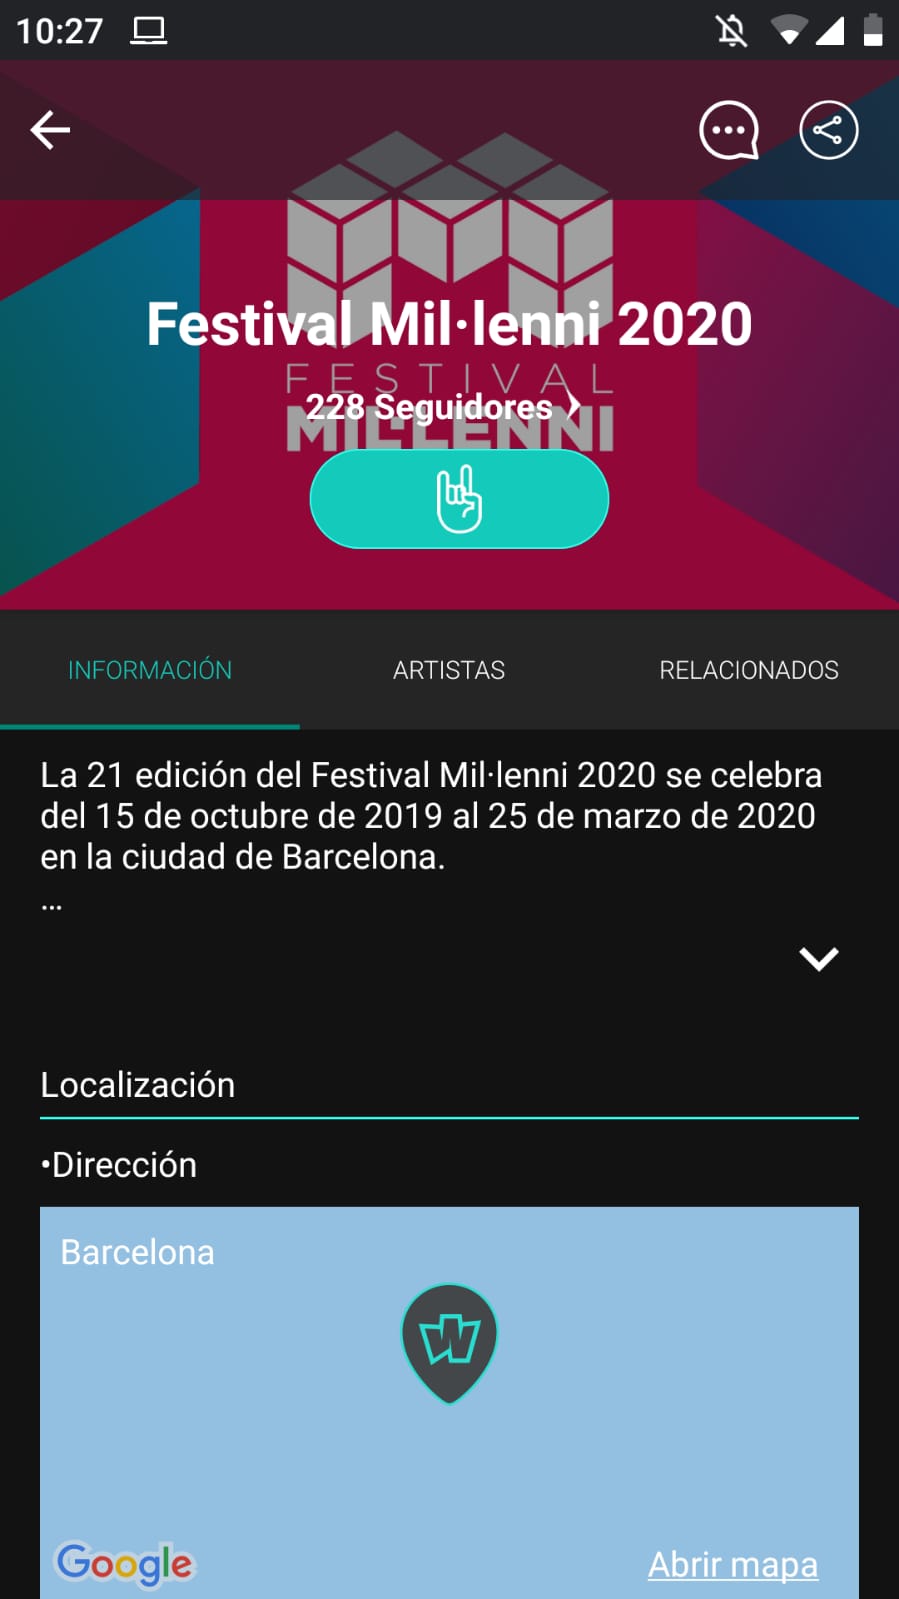 10:27
Festival Mil·lenni 2020
FESTIVAL
228 Seguidores
MIL·LENNI
INFORMACIÓN
ARTISTAS
RELACIONADOS
La 21 edición del Festival Mil·lenni 2020 se celebra
del 15 de octubre de 2019 al 25 de marzo de 2020
en la ciudad de Barcelona.
...
Localización
•Dirección
Barcelona
W
Google
Abrir mapa